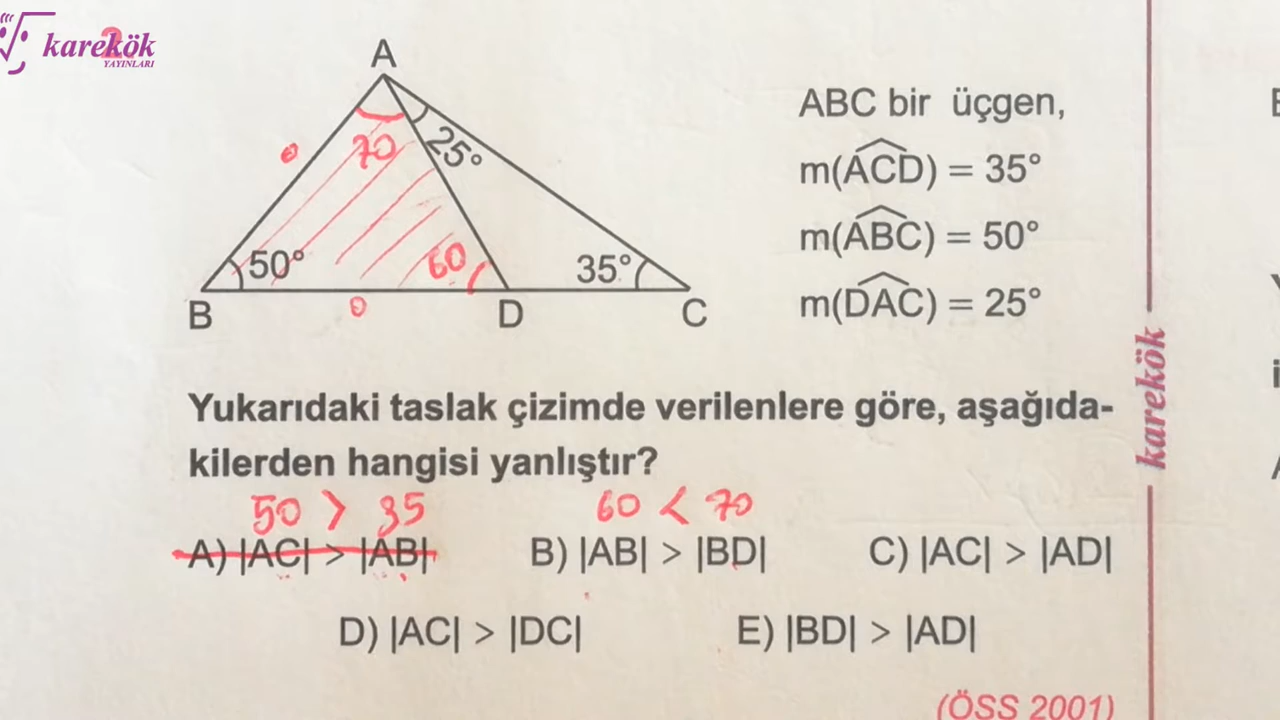 karekök
YAYINLARI
2.
A
70
25°
50°
60
35°
B
D
C
ABC bir üçgen,
m(ACD) = 35°
m(ABC) = 50°
m(DAC) = 25°
karekök
Yukarıdaki taslak çizimde verilenlere göre, aşağıda-
kilerden hangisi yanlıştır?
50 > 35 60 < 70
A) |AC| > |AB| B) |AB| > |BD| C) |AC| > |AD|
D) |AC| > |DC| E) |BD| > |AD|
(ÖSS 2001)